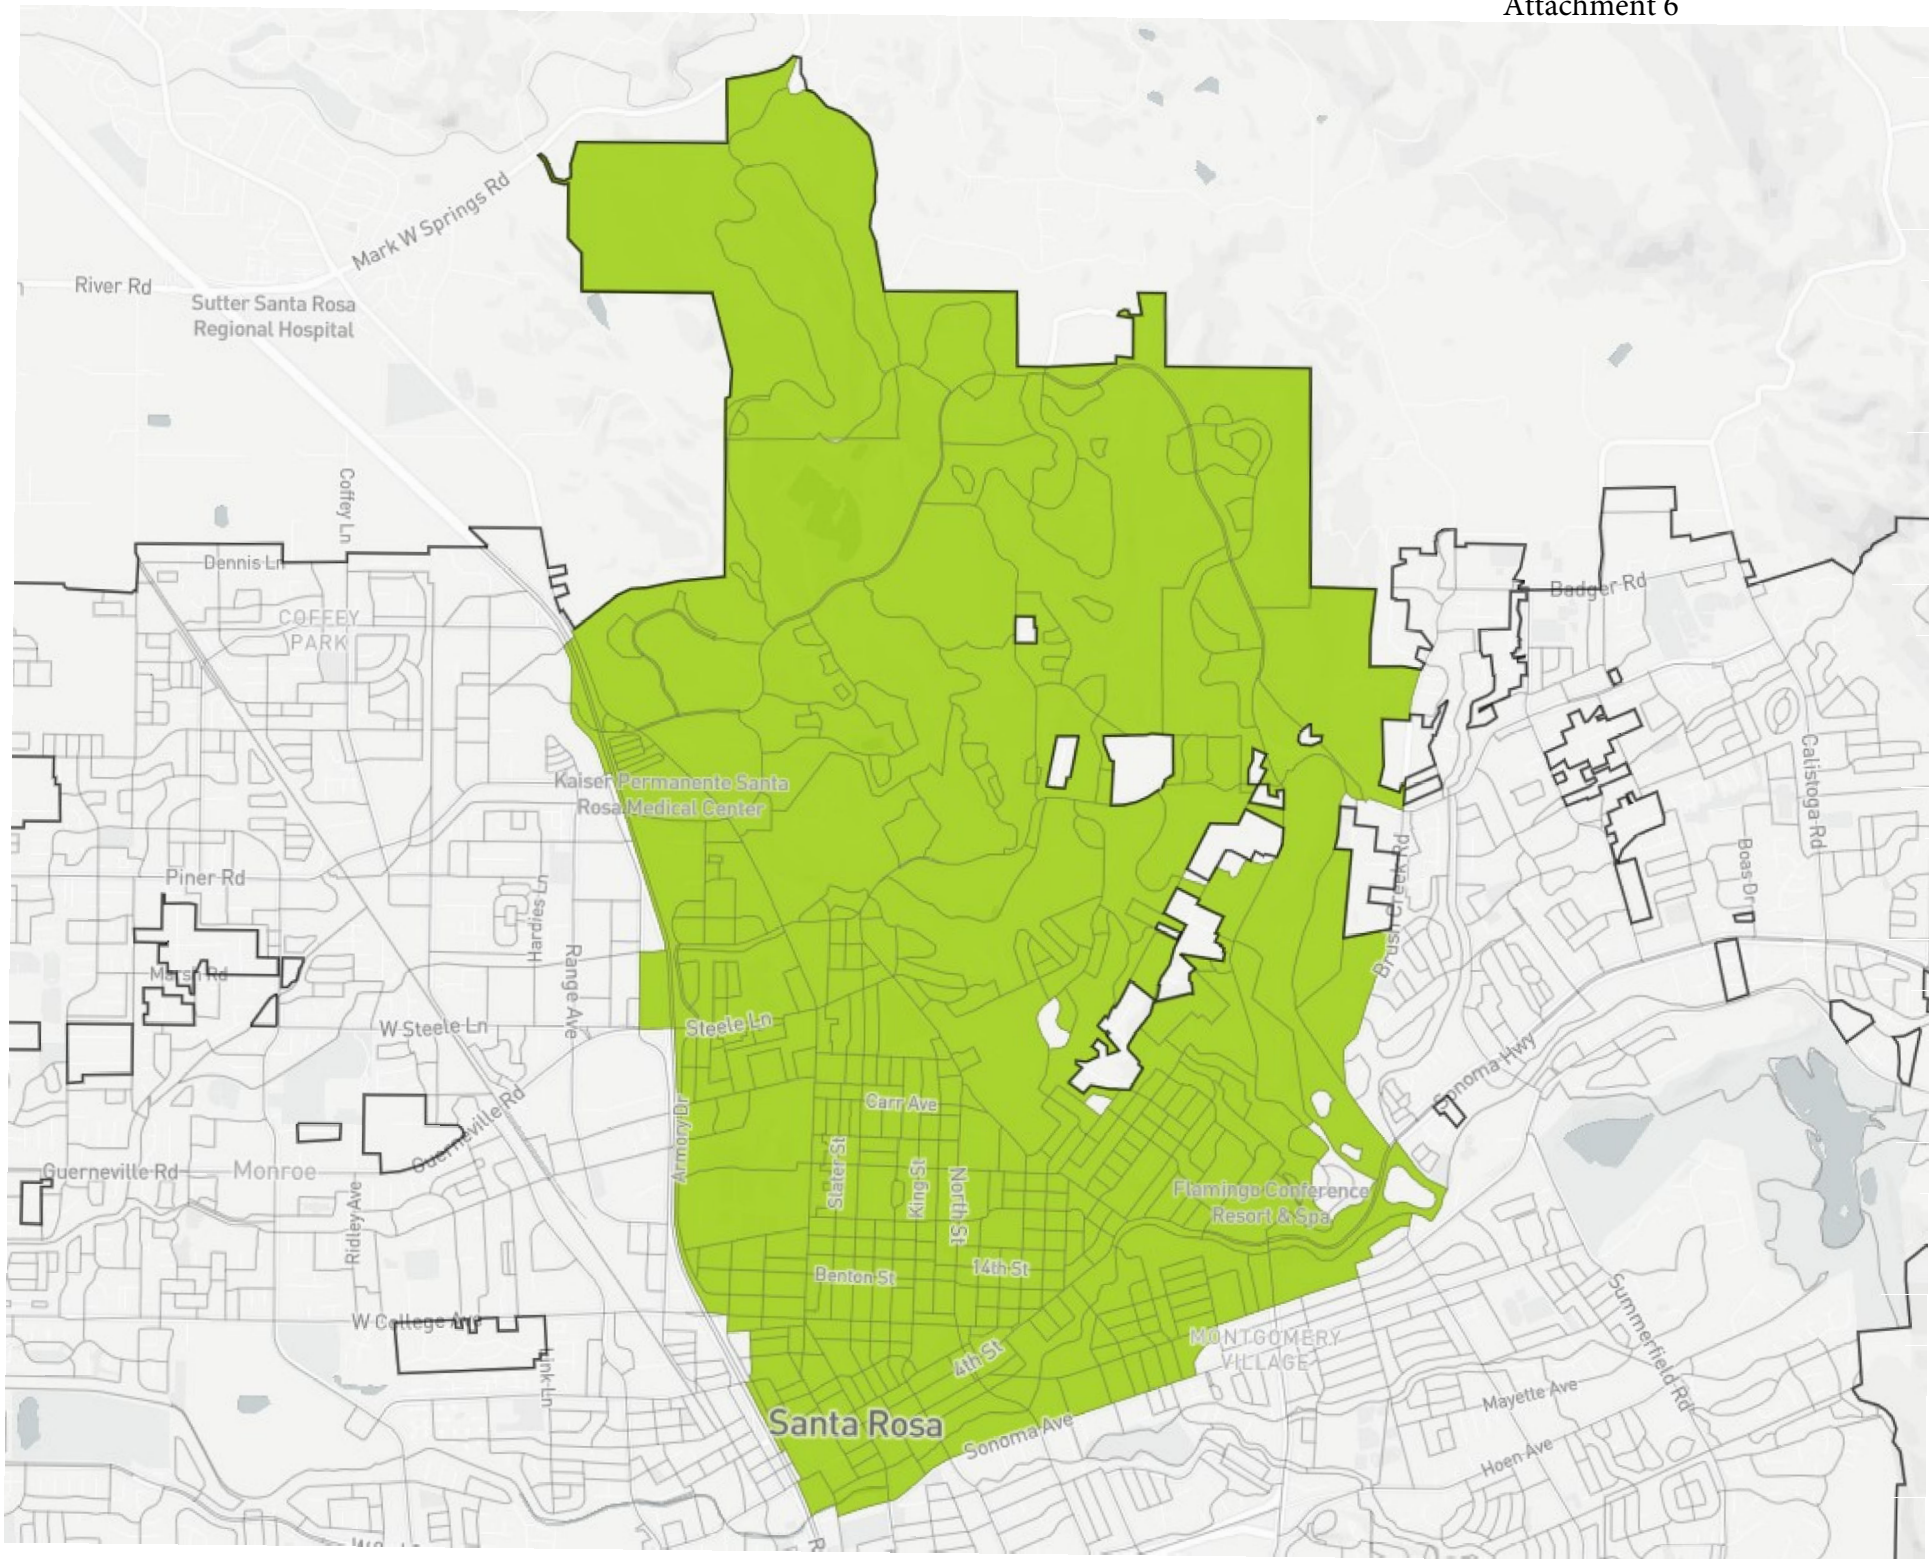 Attachment 6
Mark W Springs Rd
River Rd
Sutter Santa Rosa
Regional Hospital
Coffey Ln
Dennis Ln
COFFEY
PARK
Badger Rd
Calistoga Rd
Kaiser Permanente Santa
Rosa Medical Center
Piner Rd
Hardies Ln
Range Ave
Brush Creek Rd
Boas Dr
Marsh Rd
W Steele Ln
Steele Ln
Sonoma Hwy
Guerneville Rd
Carr Ave
Armory Dr
Slater St
King St
North St
Guerneville Rd
Monroe
Ridley Ave
Flamingo Conference
Resort & Spa
14th St
Benton St
W College Ave
4th St
MONTGOMERY
VILLAGE
Summerfield Rd
Mayette Ave
Santa Rosa
Sonoma Ave
Hoen Ave